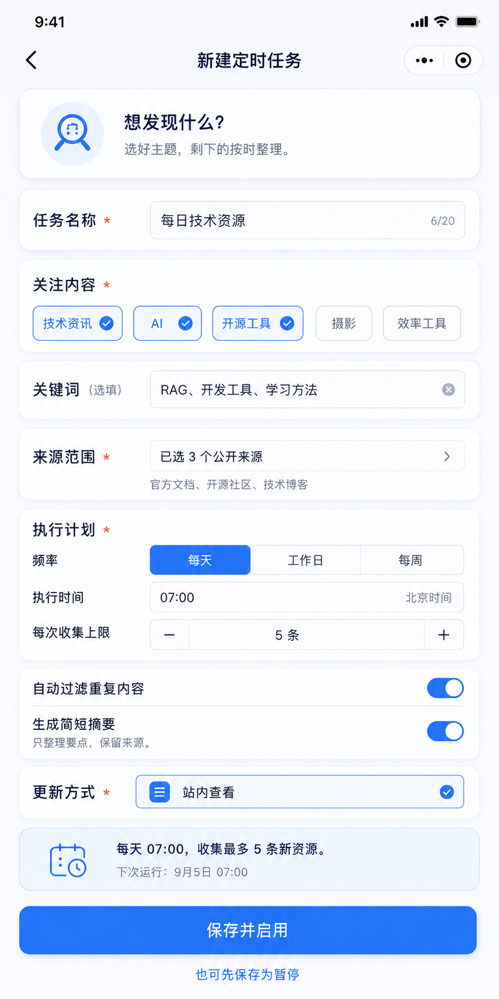 9:41
新建定时任务
想发现什么?
选好主题，剩下的按时整理。
任务名称 *
每日技术资源 6/20
关注内容 *
技术资讯 AI 开源工具 摄影 效率工具
关键词（选填）
RAG、开发工具、学习方法
来源范围 *
已选 3 个公开来源
官方文档、开源社区、技术博客
执行计划 *
频率 每天 工作日 每周
执行时间 07:00 北京时间
每次收集上限 − 5 条 +
自动过滤重复内容
生成简短摘要
只整理要点，保留来源。
更新方式 * 站内查看
每天 07:00，收集最多 5 条新资源。
下次运行：9月5日 07:00
保存并启用
也可先保存为暂停